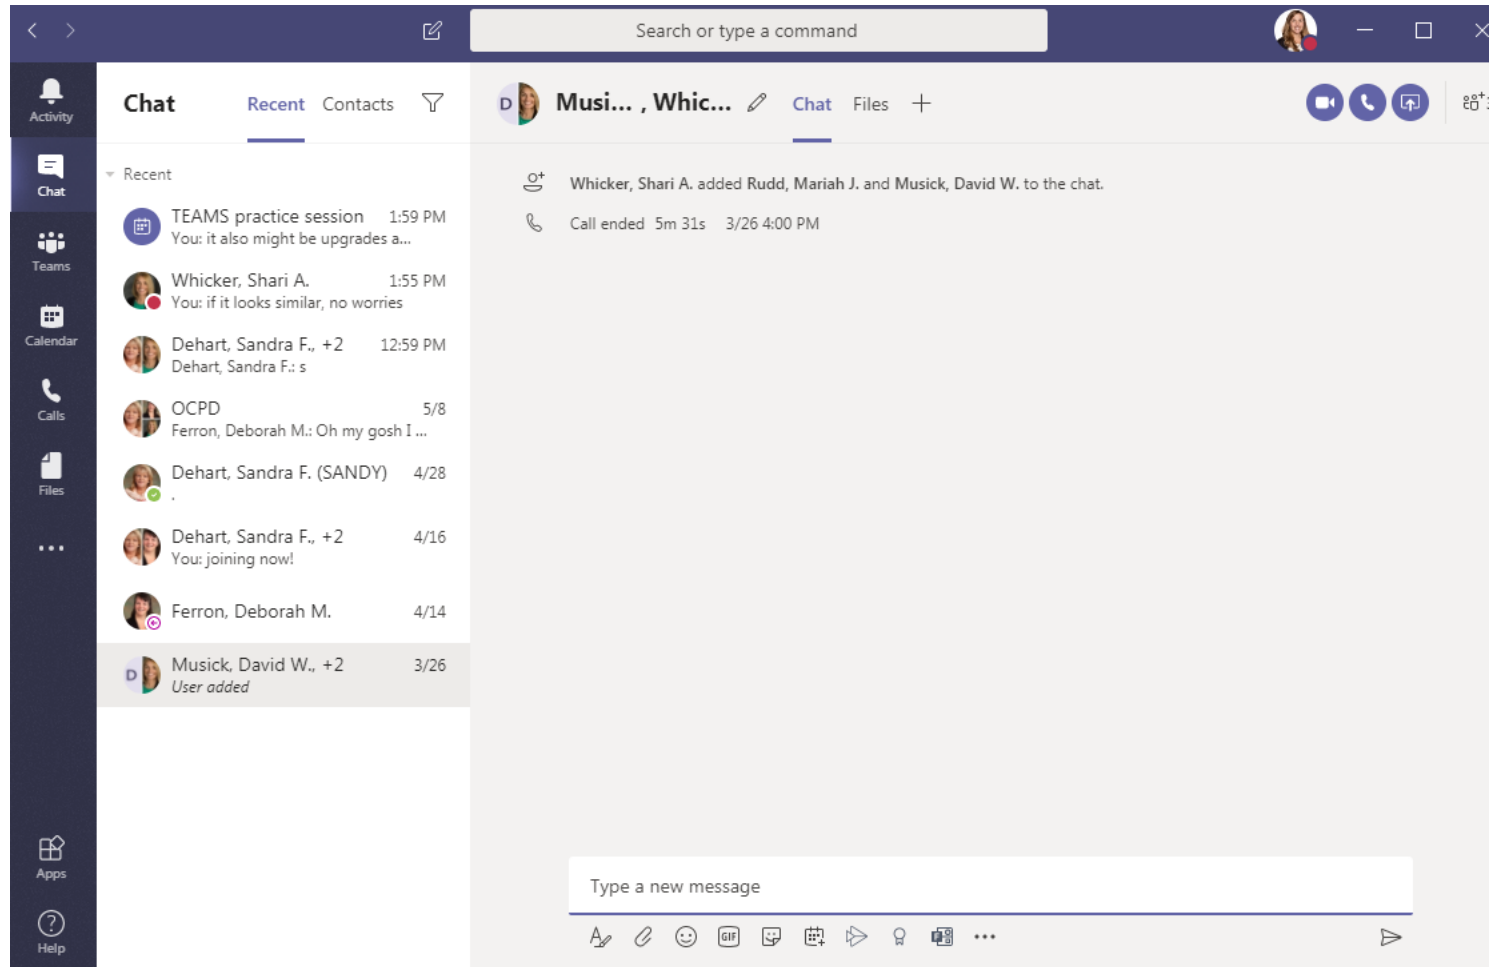 Search or type a command
Activity
Chat
Teams
Calendar
Calls
Files
Apps
Help
Chat Recent Contacts
Recent
TEAMS practice session 1:59 PM
You: it also might be upgrades a...
Whicker, Shari A. 1:55 PM
You: if it looks similar, no worries
Dehart, Sandra F., +2 12:59 PM
Dehart, Sandra F.: s
OCPD 5/8
Ferron, Deborah M.: Oh my gosh I ...
Dehart, Sandra F. (SANDY) 4/28
.
Dehart, Sandra F., +2 4/16
You: joining now!
Ferron, Deborah M. 4/14
D Musick, David W., +2 3/26
User added
D Musi... , Whic... Chat Files
Whicker, Shari A. added Rudd, Mariah J. and Musick, David W. to the chat.
Call ended 5m 31s 3/26 4:00 PM
Type a new message
GIF